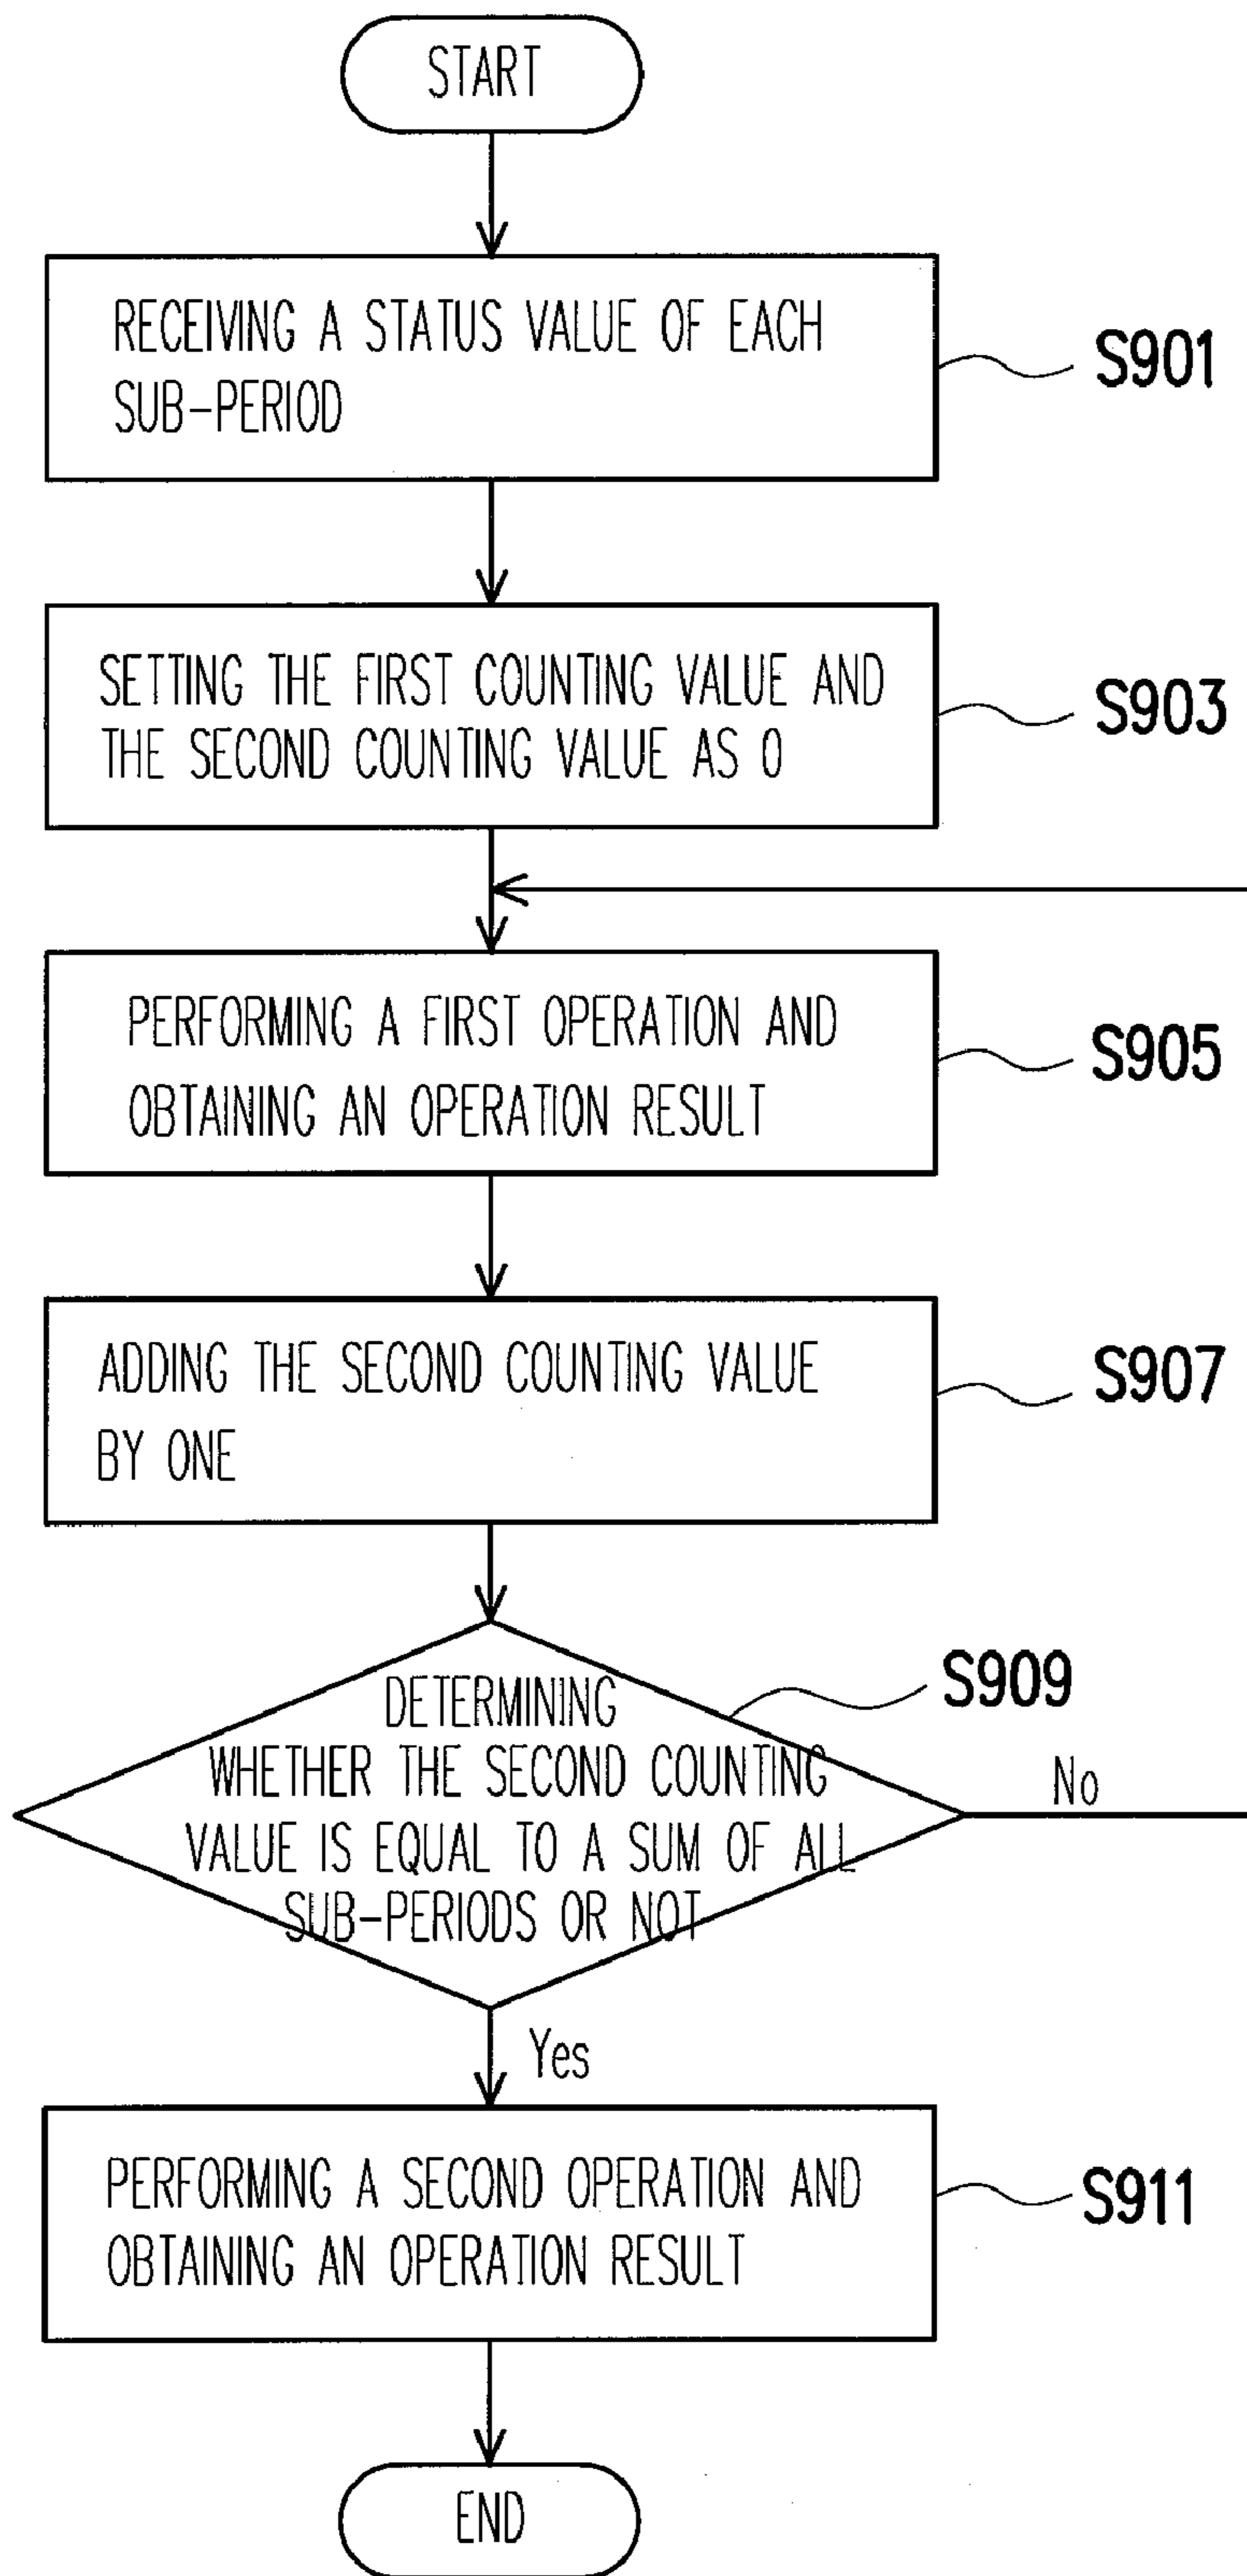 START
RECEIVING A STATUS VALUE OF EACH
SUB-PERIOD
S901
SETTING THE FIRST COUNTING VALUE AND
THE SECOND COUNTING VALUE AS 0
S903
PERFORMING A FIRST OPERATION AND
OBTAINING AN OPERATION RESULT
S905
ADDING THE SECOND COUNTING VALUE
BY ONE
S907
DETERMINING
WHETHER THE SECOND COUNTING
VALUE IS EQUAL TO A SUM OF ALL
SUB-PERIODS OR NOT
S909
No
Yes
PERFORMING A SECOND OPERATION AND
OBTAINING AN OPERATION RESULT
S911
END